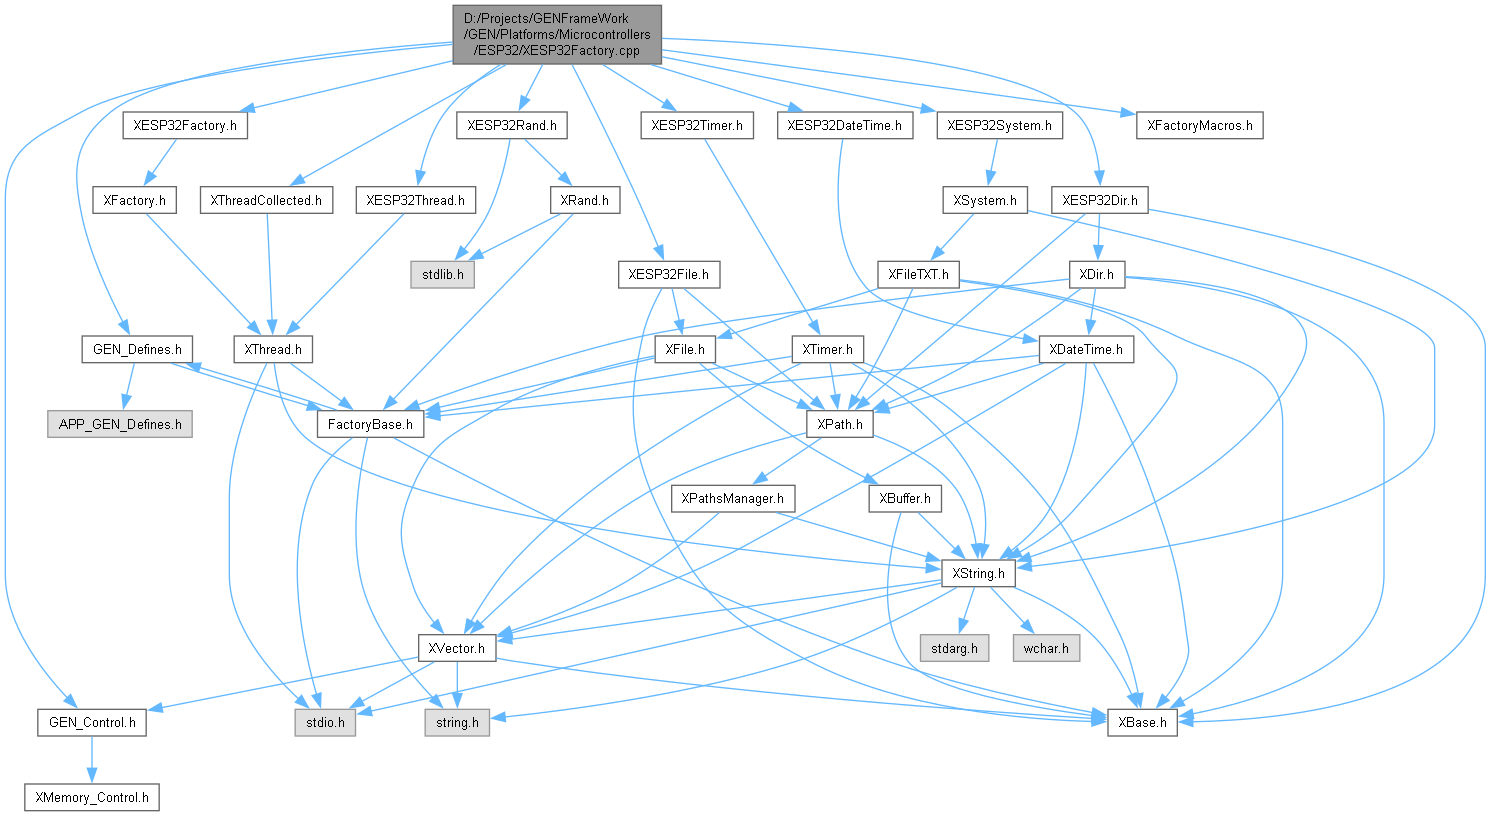 D:/Projects/GENFrameWork
/GEN/Platforms/Microcontrollers
/ESP32/XESP32Factory.cpp
XESP32Factory.h
XESP32Rand.h
XESP32Timer.h
XESP32DateTime.h
XESP32System.h
XFactoryMacros.h
XFactory.h
XThreadCollected.h
XESP32Thread.h
XRand.h
XSystem.h
XESP32Dir.h
stdlib.h
XESP32File.h
XFileTXT.h
XDir.h
GEN_Defines.h
XThread.h
XFile.h
XTimer.h
XDateTime.h
APP_GEN_Defines.h
FactoryBase.h
XPath.h
XPathsManager.h
XBuffer.h
XString.h
XVector.h
stdarg.h
wchar.h
GEN_Control.h
stdio.h
string.h
XBase.h
XMemory_Control.h